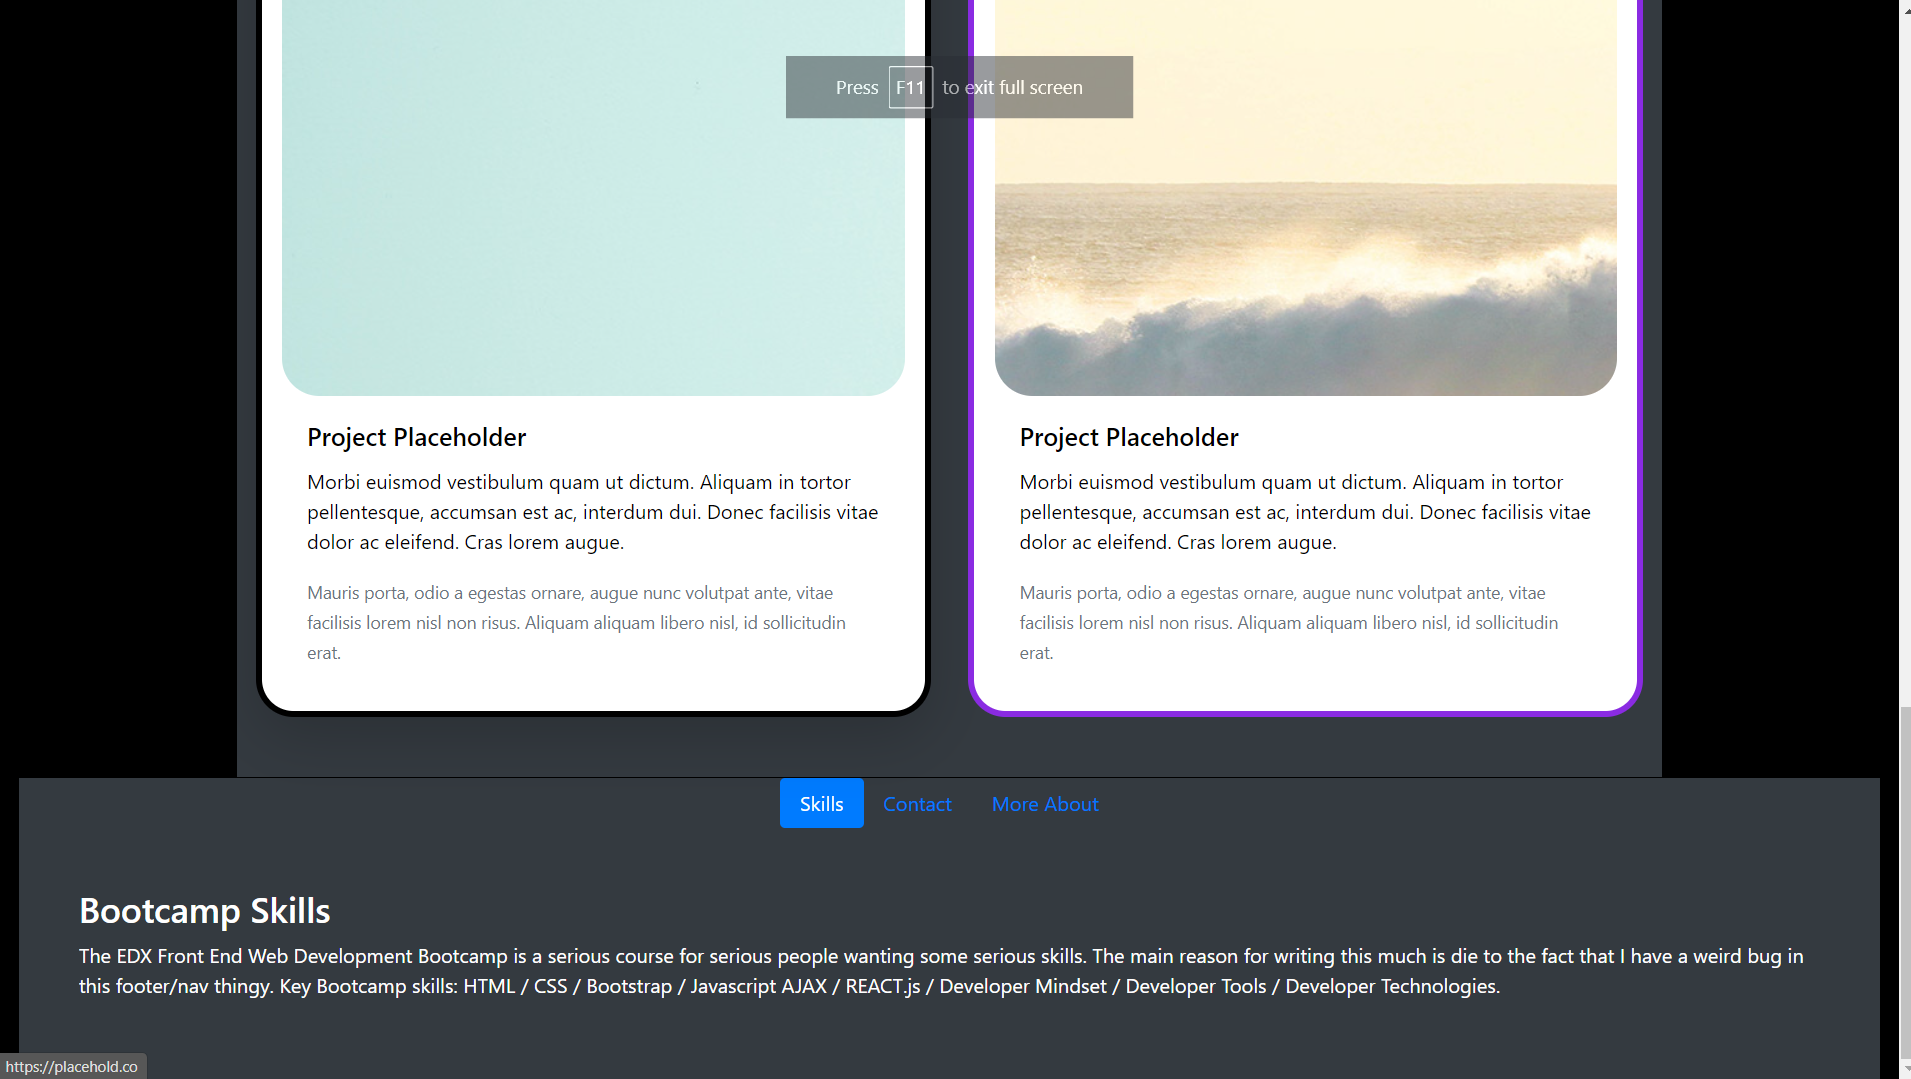 Press F11 to exit full screen
Project Placeholder
Morbi euismod vestibulum quam ut dictum. Aliquam in tortor
pellentesque, accumsan est ac, interdum dui. Donec facilisis vitae
dolor ac eleifend. Cras lorem augue.
Mauris porta, odio a egestas ornare, augue nunc volutpat ante, vitae
facilisis lorem nisl non risus. Aliquam aliquam libero nisl, id sollicitudin
erat.
Project Placeholder
Morbi euismod vestibulum quam ut dictum. Aliquam in tortor
pellentesque, accumsan est ac, interdum dui. Donec facilisis vitae
dolor ac eleifend. Cras lorem augue.
Mauris porta, odio a egestas ornare, augue nunc volutpat ante, vitae
facilisis lorem nisl non risus. Aliquam aliquam libero nisl, id sollicitudin
erat.
Skills Contact More About
Bootcamp Skills
The EDX Front End Web Development Bootcamp is a serious course for serious people wanting some serious skills. The main reason for writing this much is die to the fact that I have a weird bug in
this footer/nav thingy. Key Bootcamp skills: HTML / CSS / Bootstrap / Javascript AJAX / REACT.js / Developer Mindset / Developer Tools / Developer Technologies.
https://placehold.co